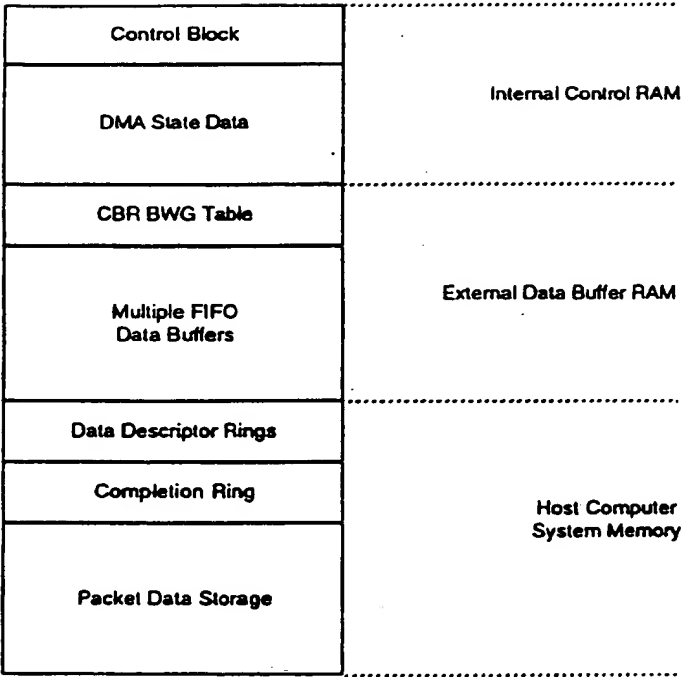 Control Block
DMA State Data
Internal Control RAM
CBR BWG Table
Multiple FIFO
Data Buffers
External Data Buffer RAM
Data Descriptor Rings
Completion Ring
Packet Data Storage
Host Computer
System Memory